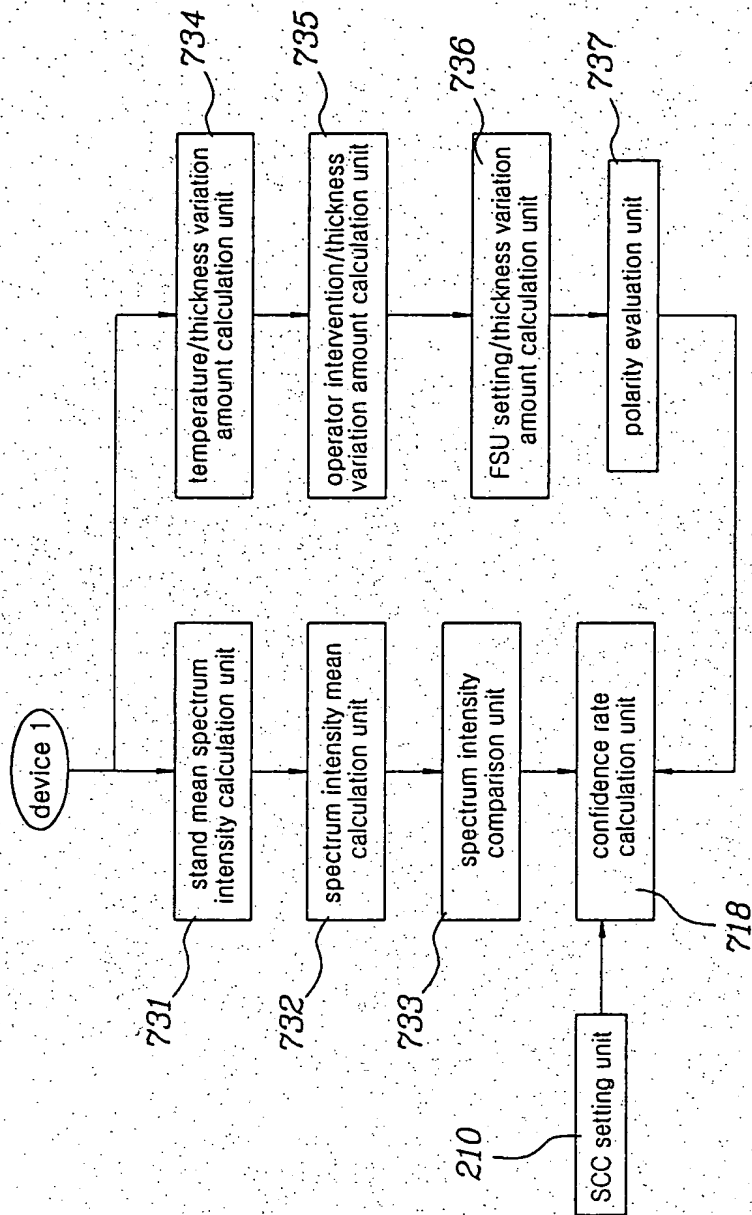 device 1
731
stand mean spectrum
intensity calculation unit
732
spectrum intensity mean
calculation unit
733
spectrum intensity
comparison unit
210
SCC setting unit
confidence rate
calculation unit
718
734
temperature/thickness variation
amount calculation unit
735
operator intervention/thickness
variation amount calculation unit
736
FSU setting/thickness variation
amount calculation unit
737
polarity evaluation unit